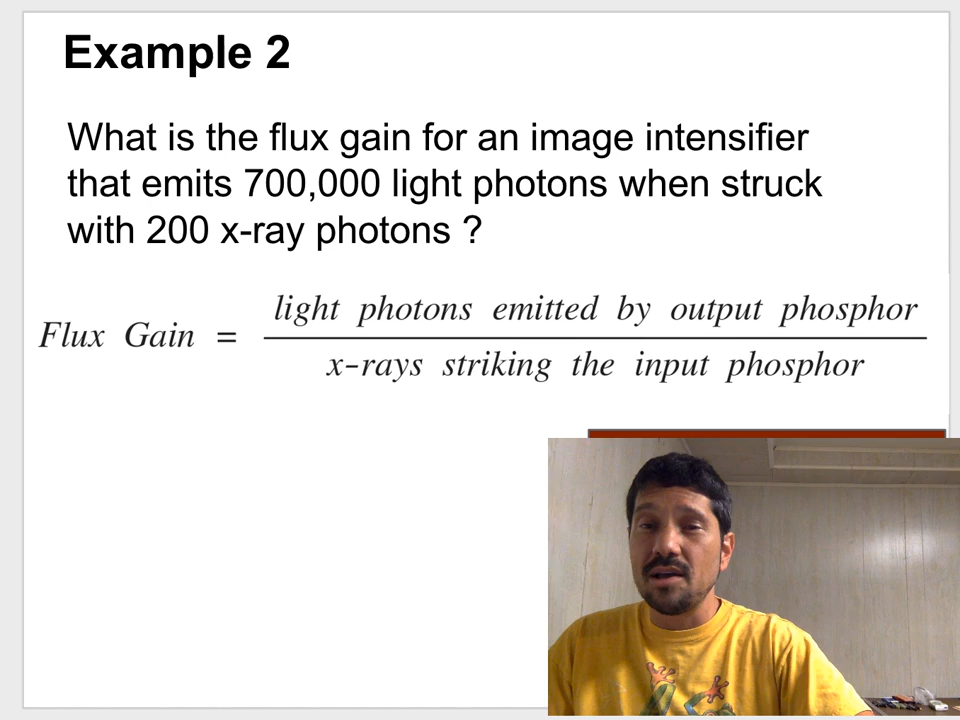 Example 2
What is the flux gain for an image intensifier
that emits 700,000 light photons when struck
with 200 x-ray photons ?
light photons emitted by output phosphor
Flux Gain =
x-rays striking the input phosphor